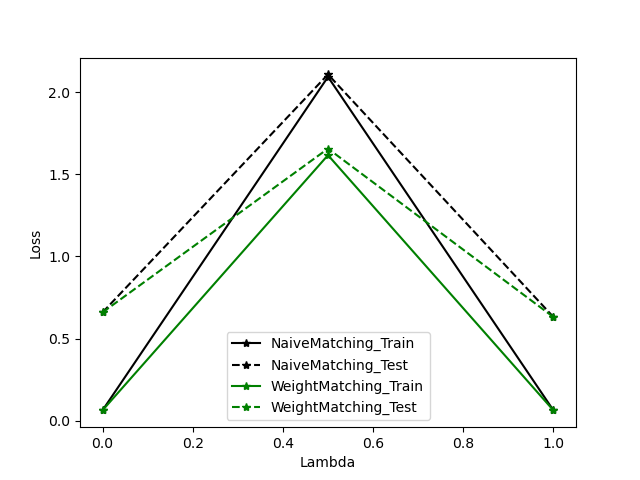 2.0
1.5
1.0
0.5
0.0
Loss
NaiveMatching_Train
NaiveMatching_Test
WeightMatching_Train
WeightMatching_Test
0.0 0.2 0.4 0.6 0.8 1.0
Lambda